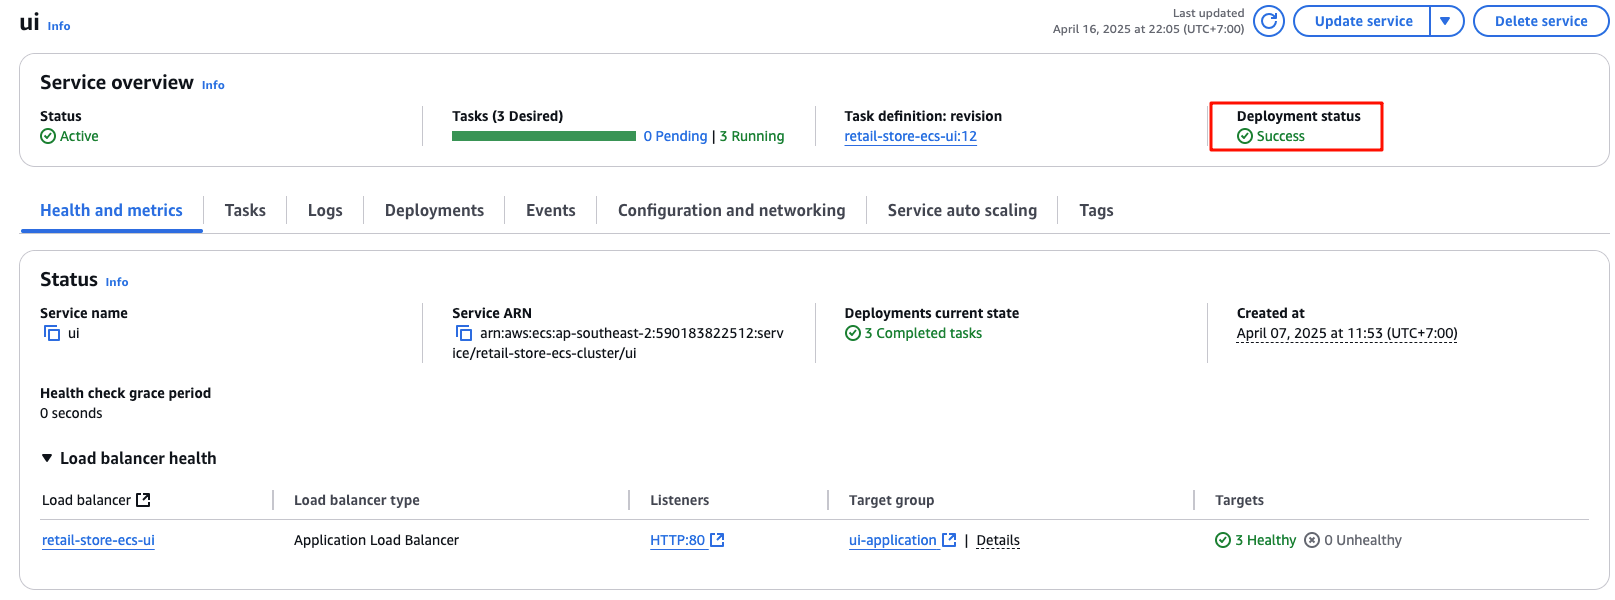 ui Info
Last updated
April 16, 2025 at 22:05 (UTC+7:00)
Update service
Delete service
Service overview Info
Status
Active
Tasks (3 Desired)
0 Pending | 3 Running
Task definition: revision
retail-store-ecs-ui:12
Deployment status
Success
Health and metrics
Tasks
Logs
Deployments
Events
Configuration and networking
Service auto scaling
Tags
Status Info
Service name
ui
Service ARN
arn:aws:ecs:ap-southeast-2:590183822512:serv
ice/retail-store-ecs-cluster/ui
Deployments current state
3 Completed tasks
Created at
April 07, 2025 at 11:53 (UTC+7:00)
Health check grace period
0 seconds
Load balancer health
Load balancer
Load balancer type
Listeners
Target group
Targets
retail-store-ecs-ui
Application Load Balancer
HTTP:80
ui-application | Details
3 Healthy 0 Unhealthy